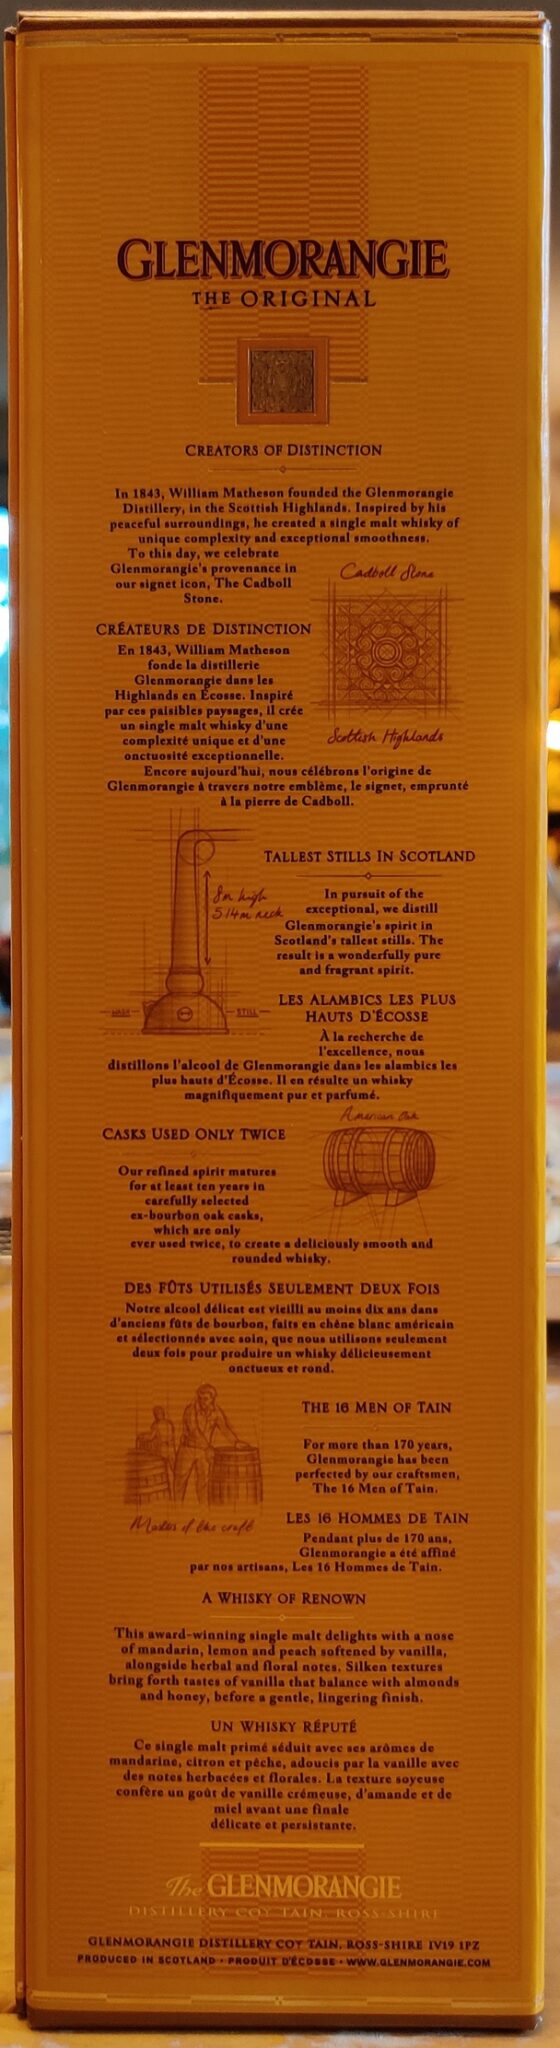 GLENMORANGIE
THE ORIGINAL
CREATORS OF DISTINCTION
In 1843, William Matheson founded the Glenmorangie
Distillery, in the Scottish Highlands. Inspired by his
peaceful surroundings, he created a single malt whisky of
unique complexity and exceptional smoothness.
To this day, we celebrate
Glenmorangie's provenance in
our signet icon, The Cadboll
Stone.
Cadboll Stone
Scottish Highlands
CRÉATEURS DE DISTINCTION
En 1843, William Matheson
fonde la distillerie
Glenmorangie dans les
Highlands en Écosse. Inspiré
par ces paisibles paysages, il crée
un single malt whisky d'une
complexité unique et d'une
onctuosité exceptionnelle.
Encore aujourd'hui, nous célébrons l'origine de
Glenmorangie à travers notre emblème, le signet, emprunté
à la pierre de Cadboll.
8m high
5.14m neck
WASH
STILL
TALLEST STILLS IN SCOTLAND
In pursuit of the
exceptional, we distill
Glenmorangie's spirit in
Scotland's tallest stills. The
result is a wonderfully pure
and fragrant spirit.
LES ALAMBICS LES PLUS
HAUTS D'ÉCOSSE
À la recherche de
l'excellence, nous
distillons l'alcool de Glenmorangie dans les alambics les
plus hauts d'Écosse. Il en résulte un whisky
magnifiquement pur et parfumé.
American Oak
CASKS USED ONLY TWICE
Our refined spirit matures
for at least ten years in
carefully selected
ex-bourbon oak casks,
which are only
ever used twice, to create a deliciously smooth and
rounded whisky.
DES FÛTS UTILISÉS SEULEMENT DEUX FOIS
Notre alcool délicat est vieilli au moins dix ans dans
d'anciens fûts de bourbon, faits en chêne blanc américain
et sélectionnés avec soin, que nous utilisons seulement
deux fois pour produire un whisky délicieusement
onctueux et rond.
THE 16 MEN OF TAIN
For more than 170 years,
Glenmorangie has been
perfected by our craftsmen,
The 16 Men of Tain.
Masters of the craft
LES 16 HOMMES DE TAIN
Pendant plus de 170 ans,
Glenmorangie a été affiné
par nos artisans, Les 16 Hommes de Tain.
A WHISKY OF RENOWN
This award-winning single malt delights with a nose
of mandarin, lemon and peach softened by vanilla,
alongside herbal and floral notes. Silken textures
bring forth tastes of vanilla that balance with almonds
and honey, before a gentle, lingering finish.
UN WHISKY RÉPUTÉ
Ce single malt primé séduit avec ses arômes de
mandarine, citron et pêche, adoucis par la vanille avec
des notes herbacées et florales. La texture soyeuse
confère un goût de vanille crémeuse, d'amande et de
miel avant une finale
délicate et persistante.
The GLENMORANGIE
DISTILLERY COY TAIN, ROSS-SHIRE
GLENMORANGIE DISTILLERY COY TAIN, ROSS-SHIRE IV19 1PZ
PRODUCED IN SCOTLAND · PRODUIT D'ÉCOSSE · WWW.GLENMORANGIE.COM